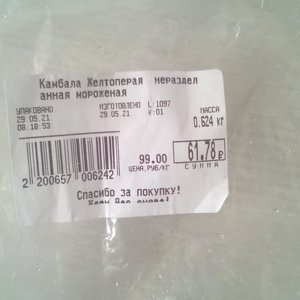 Камбала Желтоперая нераздел
анная мороженая
УПАКОВАНО ИЗГОТОВЛЕНО L:1097 МАССА
29.05.21 29.05.21 K:01 0.624 кг
08:18:53
99.00 61.78 ₽
ЦЕНА,РУБ/КГ СУММА
2 200657 006242
Спасибо за покупку!